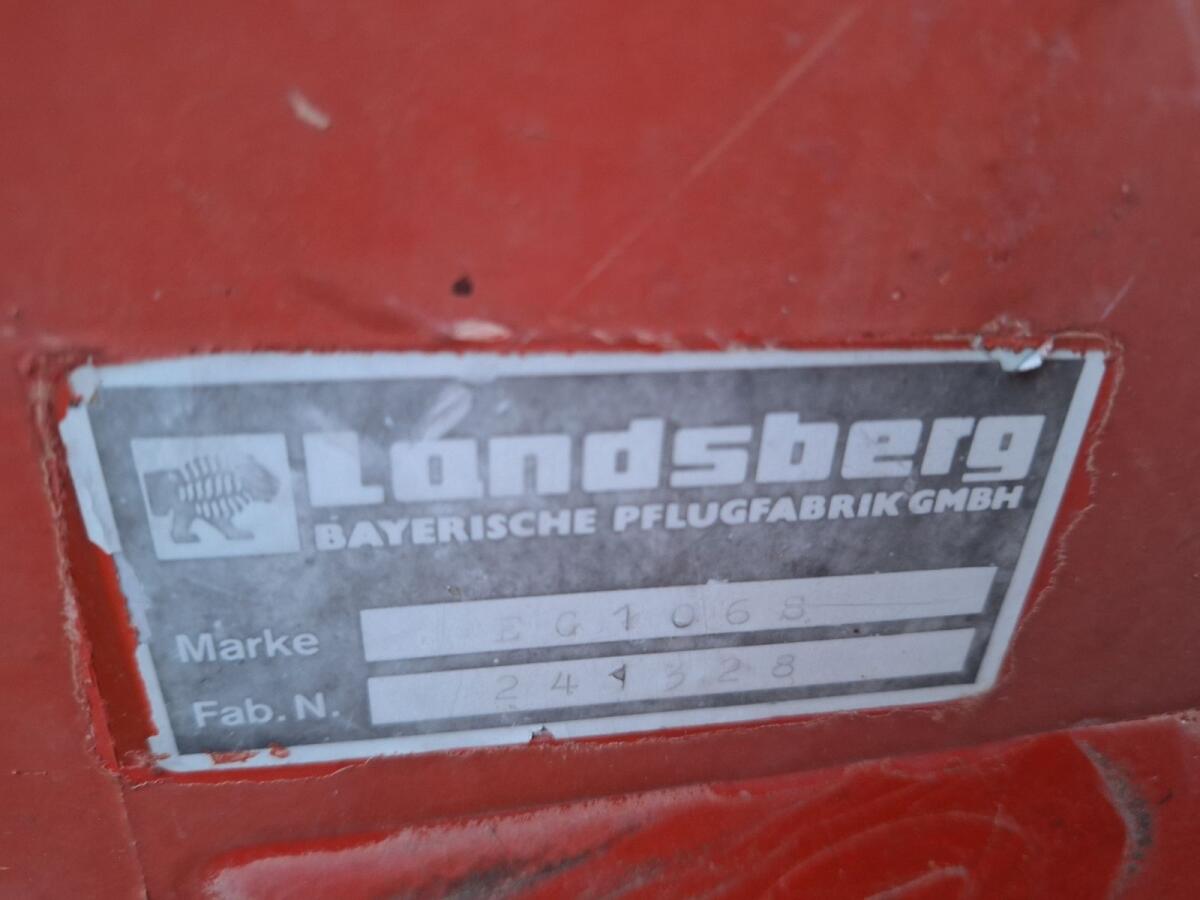 Landsberg
BAYERISCHE PFLUGFABRIK GMBH
Marke EG1068
Fab. N. 241328